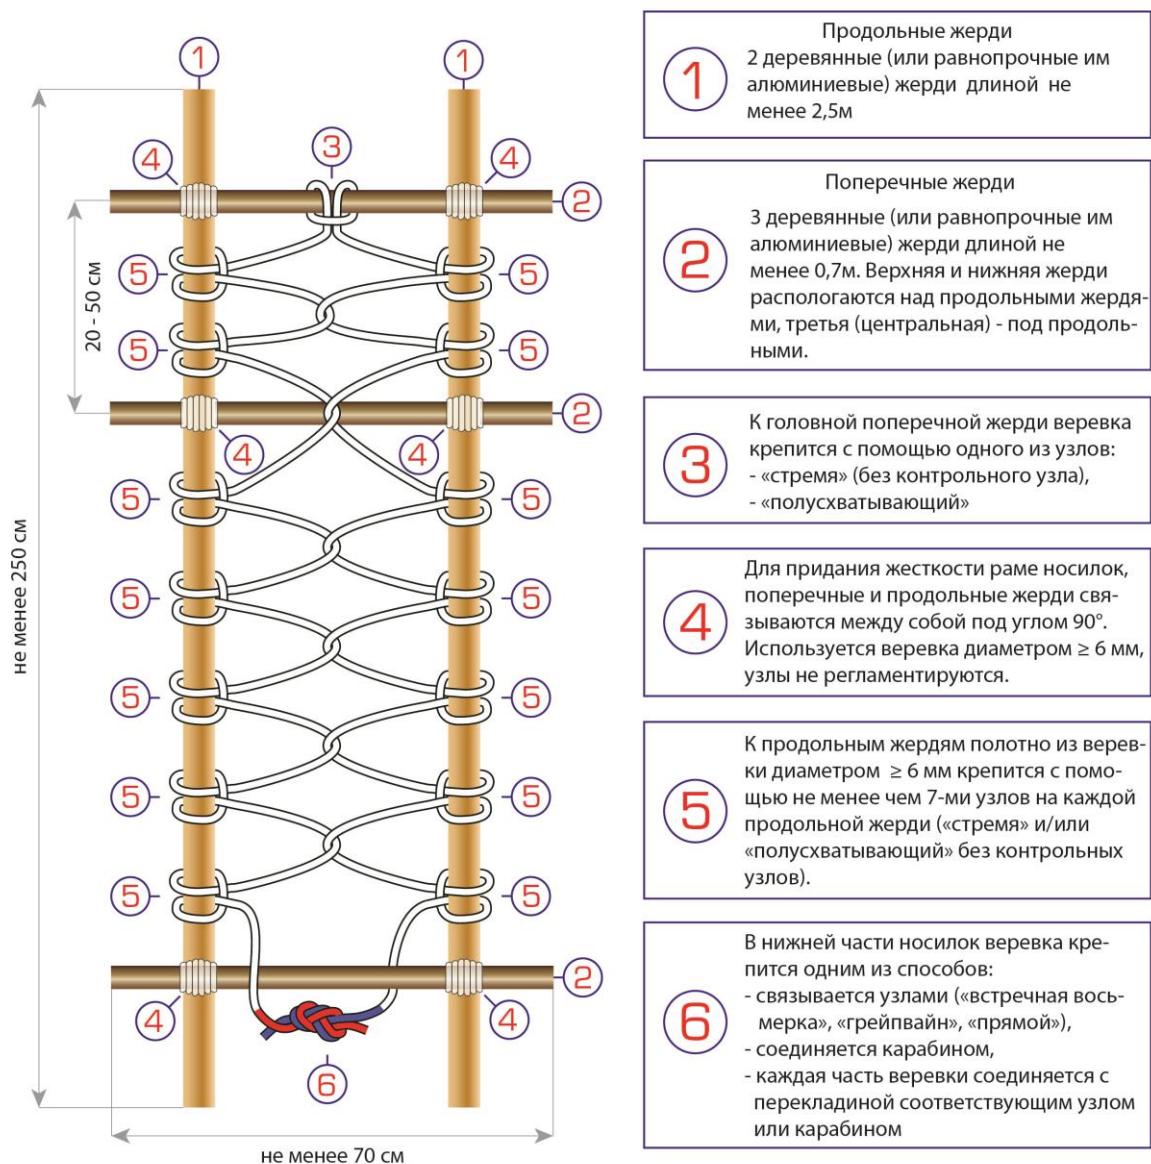 1
1
4
3
4
2
5
5
5
5
2
4
4
5
5
5
5
5
5
5
5
5
5
2
4
4
6
20 - 50 см
не менее 250 см
не менее 70 см
1
Продольные жерди
2 деревянные (или равнопрочные им
алюминиевые) жерди длиной не
менее 2,5м
2
Поперечные жерди
3 деревянные (или равнопрочные им
алюминиевые) жерди длиной не
менее 0,7м. Верхняя и нижняя жерди
распологаются над продольными жердя-
ми, третья (центральная) - под продоль-
ными.
3
К головной поперечной жерди веревка
крепится с помощью одного из узлов:
- «стремя» (без контрольного узла),
- «полусхватывающий»
4
Для придания жесткости раме носилок,
поперечные и продольные жерди свя-
зываются между собой под углом 90°.
Используется веревка диаметром ≥ 6 мм,
узлы не регламентируются.
5
К продольным жердям полотно из верев-
ки диаметром ≥ 6 мм крепится с помо-
щью не менее чем 7-ми узлов на каждой
продольной жерди («стремя» и/или
«полусхватывающий» без контрольных
узлов).
6
В нижней части носилок веревка кре-
пится одним из способов:
- связывается узлами («встречная вось-
мерка», «грейпвайн», «прямой»),
- соединяется карабином,
- каждая часть веревки соединяется с
перекладиной соответствующим узлом
или карабином